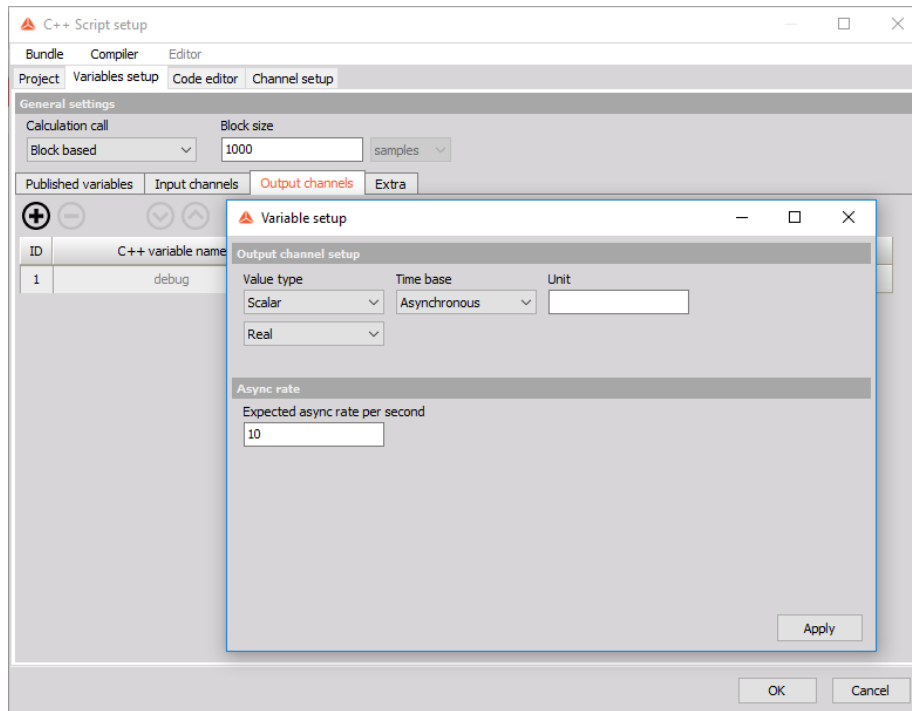 C++ Script setup
Bundle Compiler Editor
Project Variables setup Code editor Channel setup
General settings
Calculation call Block size
Block based 1000 samples
Published variables Input channels Output channels Extra
Variable setup
ID C++ variable name
1 debug
Output channel setup
Value type Time base Unit
Scalar Asynchronous
Real
Async rate
Expected async rate per second
10
Apply
OK Cancel